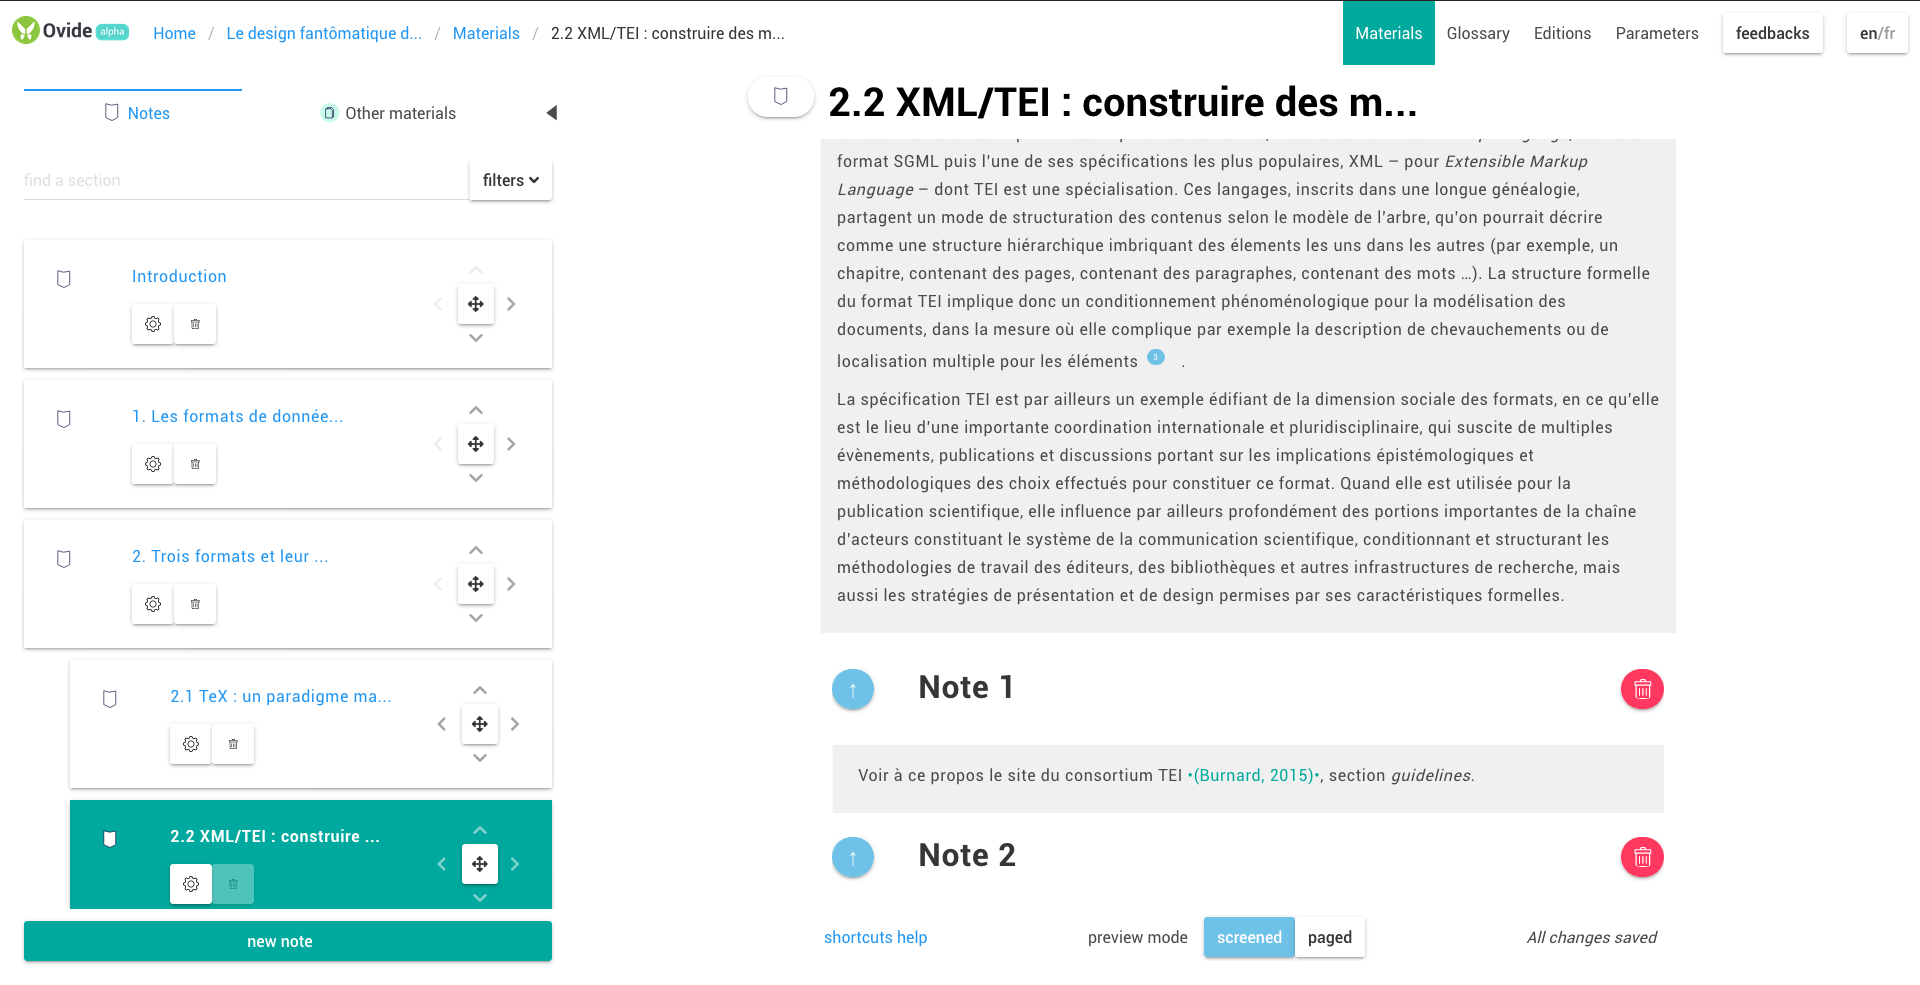 Ovide alpha
Home / Le design fantômatique d... / Materials / 2.2 XML/TEI : construire des m...
Materials Glossary Editions Parameters feedbacks en/fr
Notes
Other materials
find a section
filters
Introduction
1. Les formats de donnée...
2. Trois formats et leur ...
2.1 TeX : un paradigme ma...
2.2 XML/TEI : construire ...
new note
2.2 XML/TEI : construire des m...
format SGML puis l'une de ses spécifications les plus populaires, XML – pour Extensible Markup
Language – dont TEI est une spécialisation. Ces langages, inscrits dans une longue généalogie,
partagent un mode de structuration des contenus selon le modèle de l'arbre, qu'on pourrait décrire
comme une structure hiérarchique imbriquant des élements les uns dans les autres (par exemple, un
chapitre, contenant des pages, contenant des paragraphes, contenant des mots …). La structure formelle
du format TEI implique donc un conditionnement phénoménologique pour la modélisation des
documents, dans la mesure où elle complique par exemple la description de chevauchements ou de
localisation multiple pour les éléments 3 .
La spécification TEI est par ailleurs un exemple édifiant de la dimension sociale des formats, en ce qu'elle
est le lieu d'une importante coordination internationale et pluridisciplinaire, qui suscite de multiples
évènements, publications et discussions portant sur les implications épistémologiques et
méthodologiques des choix effectués pour constituer ce format. Quand elle est utilisée pour la
publication scientifique, elle influence par ailleurs profondément des portions importantes de la chaîne
d'acteurs constituant le système de la communication scientifique, conditionnant et structurant les
méthodologies de travail des éditeurs, des bibliothèques et autres infrastructures de recherche, mais
aussi les stratégies de présentation et de design permises par ses caractéristiques formelles.
↑ Note 1
Voir à ce propos le site du consortium TEI •(Burnard, 2015)•, section guidelines.
↑ Note 2
shortcuts help
preview mode screened paged
All changes saved